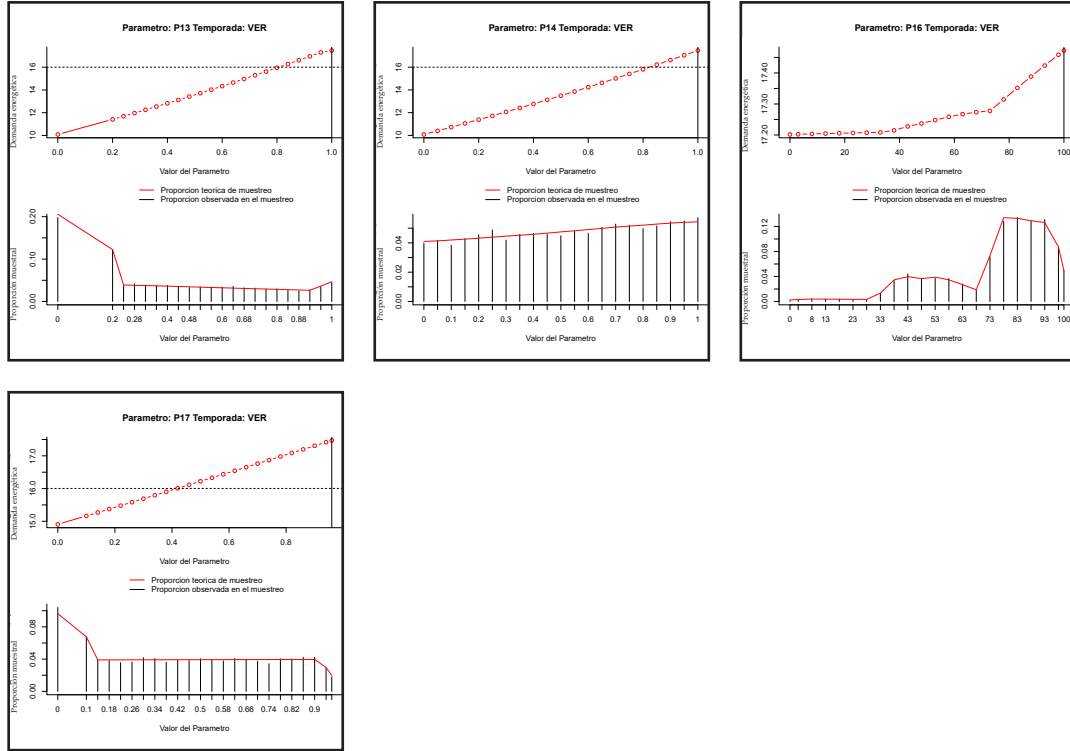 Parametro: P13 Temporada: VER
Demanda energética
10 12 14 16
0.0 0.2 0.4 0.6 0.8 1.0
Valor del Parametro
Proporcion teorica de muestreo
Proporcion observada en el muestreo
Proporción muestral
0.00 0.10 0.20
0 0.2 0.28 0.4 0.48 0.6 0.68 0.8 0.88 1
Valor del Parametro
Parametro: P14 Temporada: VER
Demanda energética
10 12 14 16
0.0 0.2 0.4 0.6 0.8 1.0
Valor del Parametro
Proporcion teorica de muestreo
Proporcion observada en el muestreo
Proporción muestral
0.00 0.02 0.04
0 0.1 0.2 0.3 0.4 0.5 0.6 0.7 0.8 0.9 1
Valor del Parametro
Parametro: P16 Temporada: VER
Demanda energética
17.20 17.30 17.40
0 20 40 60 80 100
Valor del Parametro
Proporcion teorica de muestreo
Proporcion observada en el muestreo
Proporción muestral
0.00 0.04 0.08 0.12
0 8 13 23 33 43 53 63 73 83 93 100
Valor del Parametro
Parametro: P17 Temporada: VER
Demanda energética
15.0 16.0 17.0
0.0 0.2 0.4 0.6 0.8
Valor del Parametro
Proporcion teorica de muestreo
Proporcion observada en el muestreo
Proporción muestral
0.00 0.04 0.08
0 0.1 0.18 0.26 0.34 0.42 0.5 0.58 0.66 0.74 0.82 0.9
Valor del Parametro